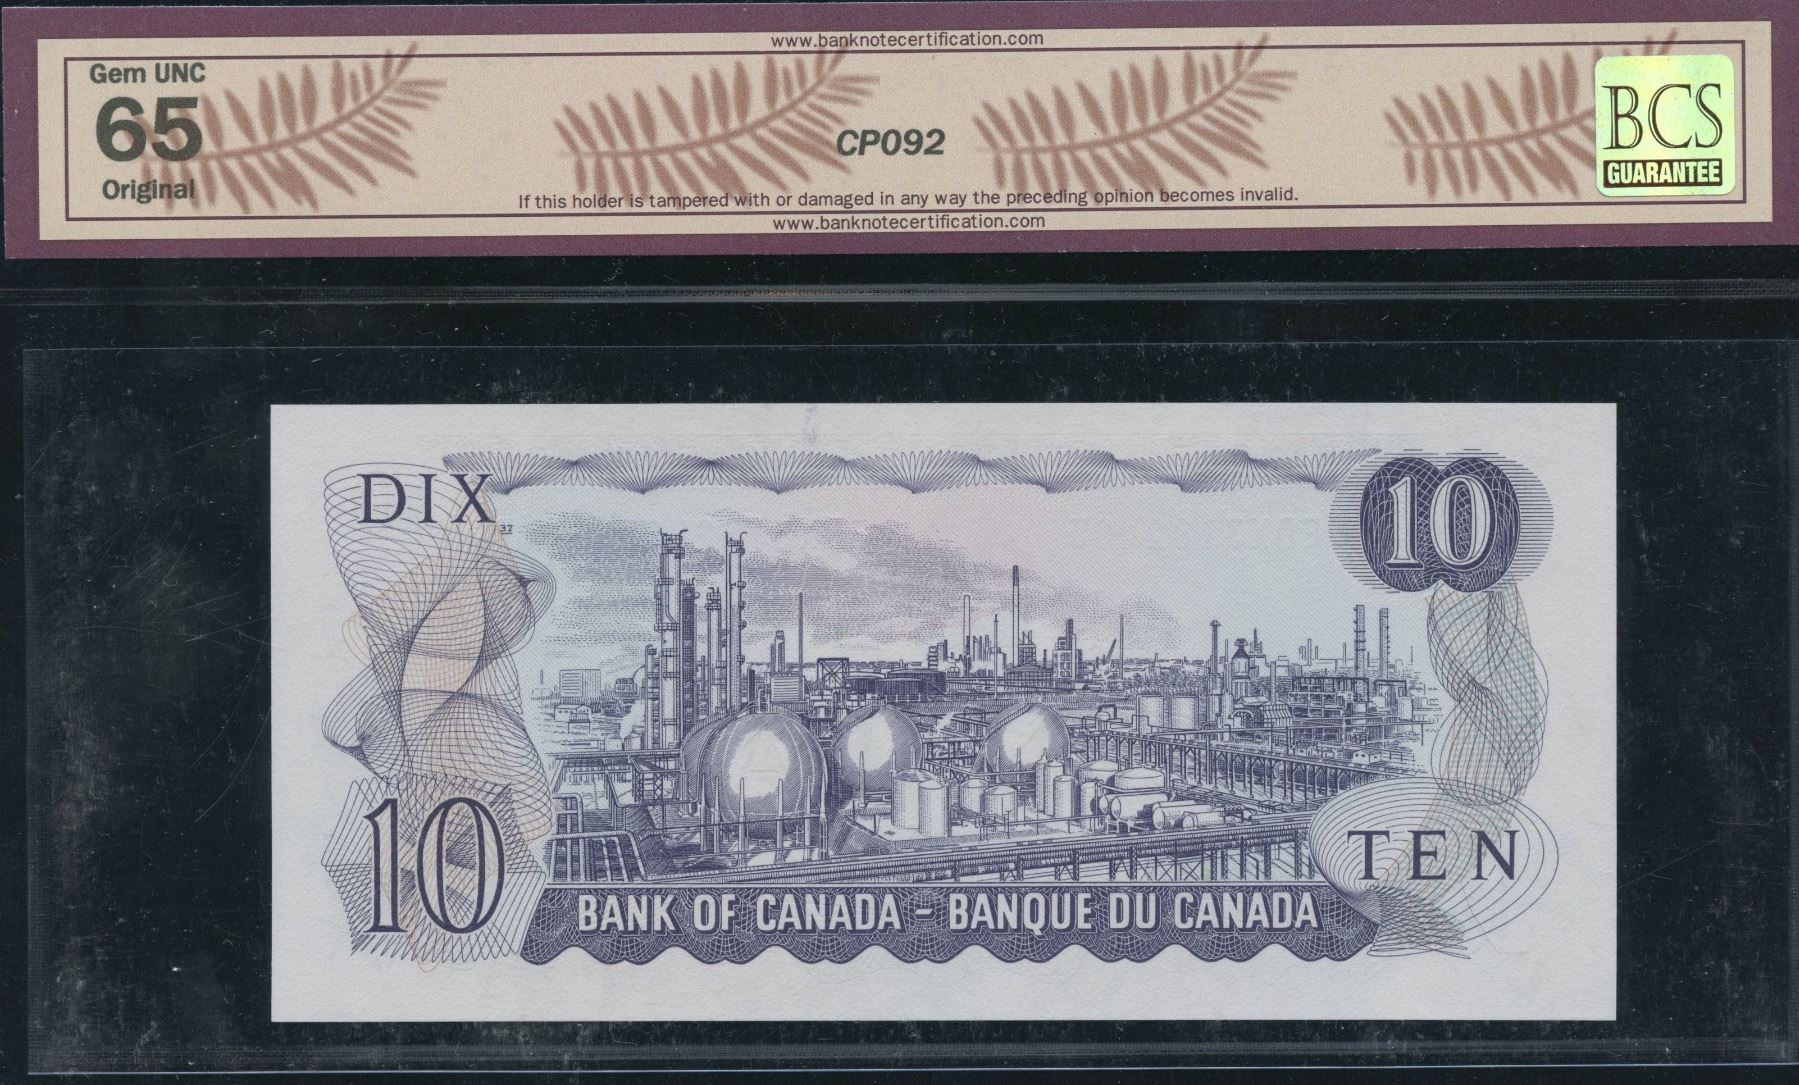 www.banknotecertification.com
Gem UNC
65
Original
CP092
BCS
GUARANTEE
If this holder is tampered with or damaged in any way the preceding opinion becomes invalid.
www.banknotecertification.com
DIX
37
10
10
TEN
BANK OF CANADA - BANQUE DU CANADA